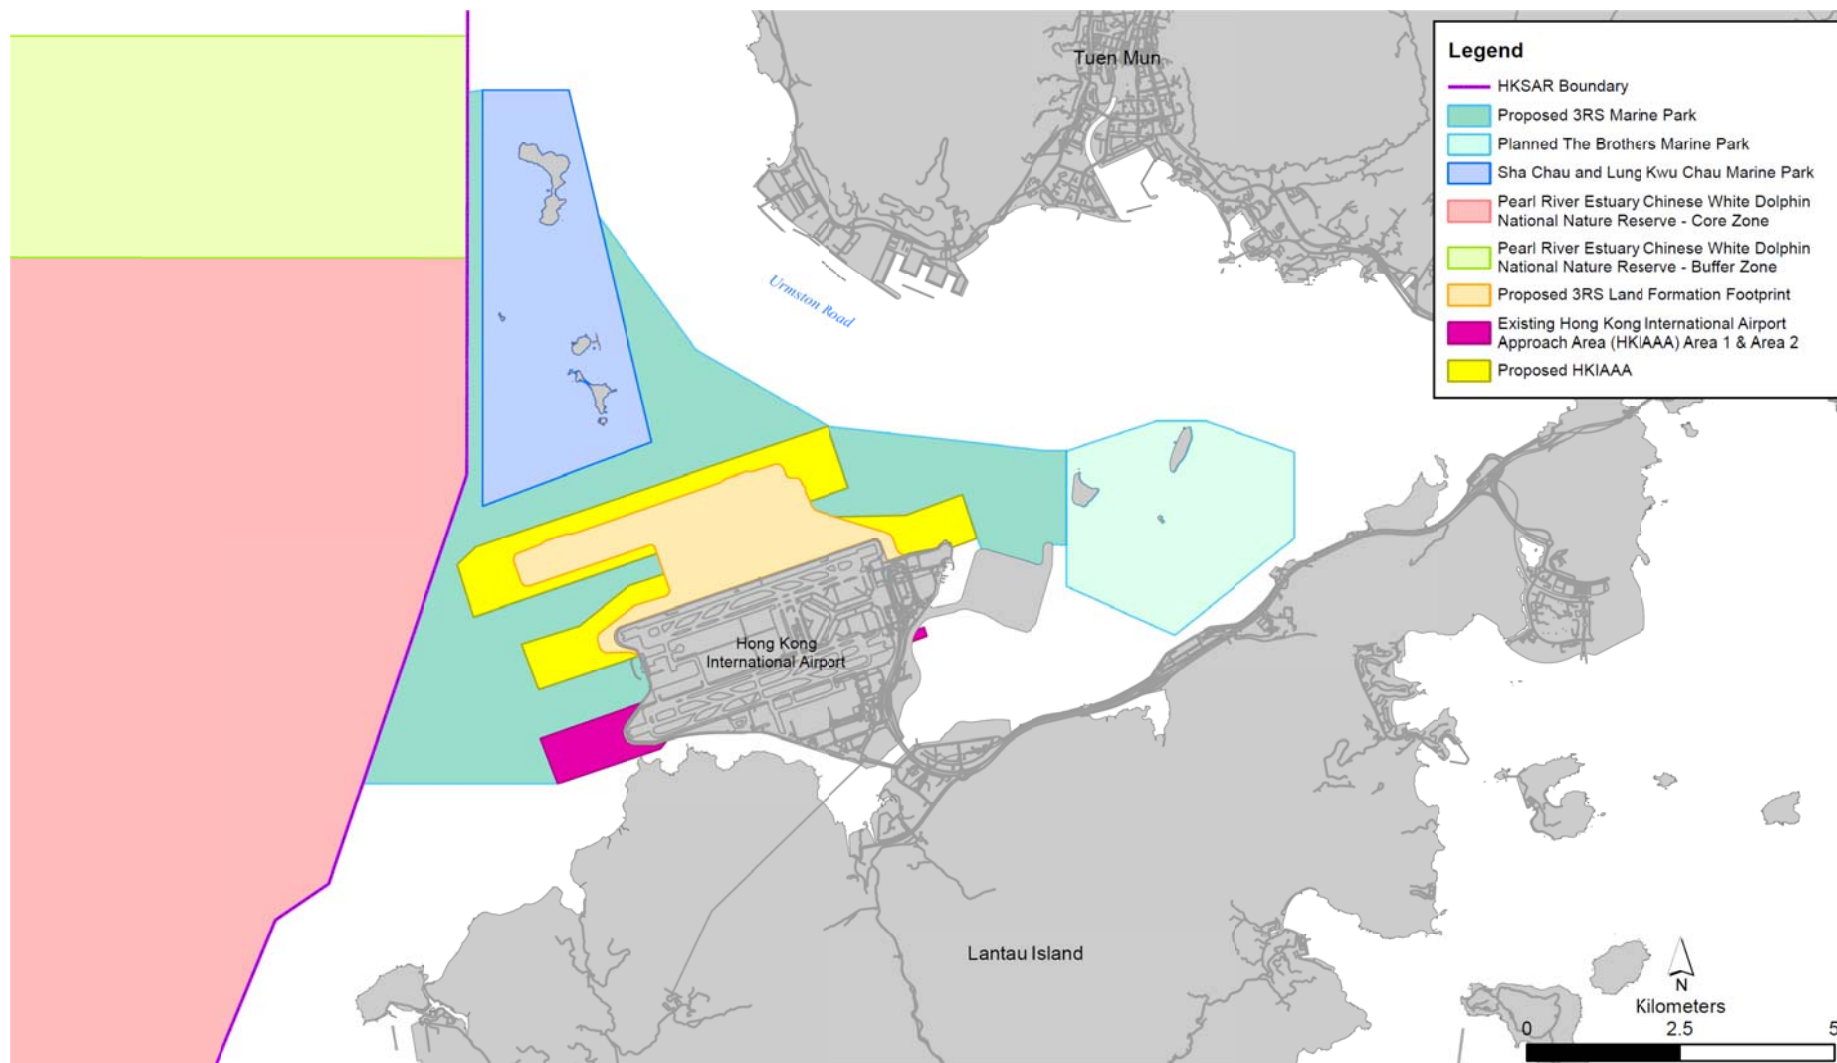 Tuen Mun
Legend
HKSAR Boundary
Proposed 3RS Marine Park
Planned The Brothers Marine Park
Sha Chau and Lung Kwu Chau Marine Park
Pearl River Estuary Chinese White Dolphin
National Nature Reserve - Core Zone
Pearl River Estuary Chinese White Dolphin
National Nature Reserve - Buffer Zone
Proposed 3RS Land Formation Footprint
Existing Hong Kong International Airport
Approach Area (HKIAAA) Area 1 & Area 2
Proposed HKIAAA
Urmston Road
Hong Kong
International Airport
Lantau Island
N
Kilometers
0 2.5 5